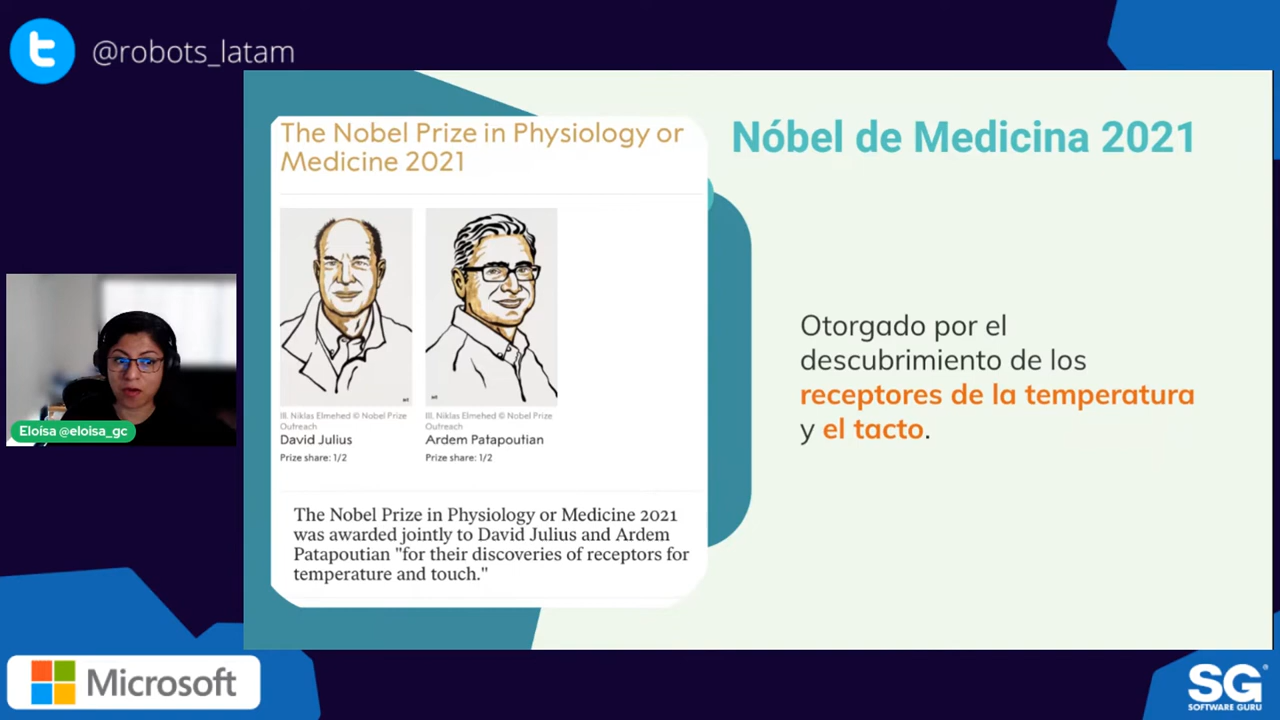 @robots_latam
The Nobel Prize in Physiology or
Medicine 2021
Ill. Niklas Elmehed © Nobel Prize
Outreach
David Julius
Prize share: 1/2
Ill. Niklas Elmehed © Nobel Prize
Outreach
Ardem Patapoutian
Prize share: 1/2
The Nobel Prize in Physiology or Medicine 2021
was awarded jointly to David Julius and Ardem
Patapoutian "for their discoveries of receptors for
temperature and touch."
Nóbel de Medicina 2021
Otorgado por el
descubrimiento de los
receptores de la temperatura
y el tacto.
Eloísa @eloisa_gc
Microsoft
SG
SOFTWARE GURU